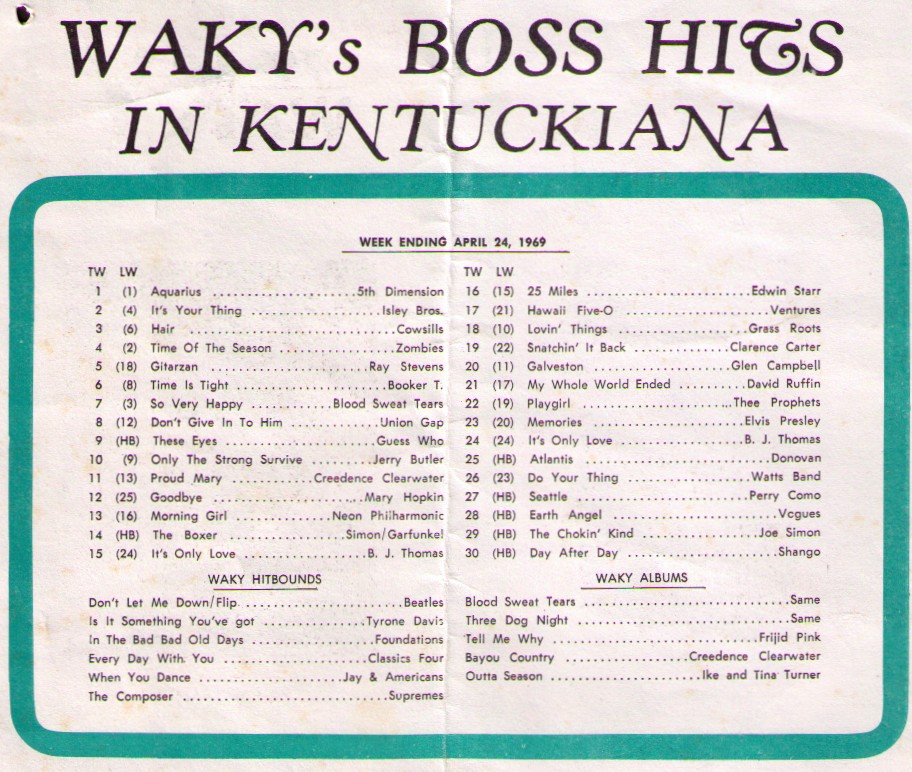 WAKY's BOSS HITS
IN KENTUCKIANA
WEEK ENDING APRIL 24, 1969
TW LW
1 (1) Aquarius ..................... 5th Dimension
2 (4) It's Your Thing .................... Isley Bros.
3 (6) Hair .............................. Cowsills
4 (2) Time Of The Season ................ Zombies
5 (18) Gitarzan ........................ Ray Stevens
6 (8) Time Is Tight ....................... Booker T.
7 (3) So Very Happy ............ Blood Sweat Tears
8 (12) Don't Give In To Him ............. Union Gap
9 (HB) These Eyes ...................... Guess Who
10 (9) Only The Strong Survive ......... Jerry Butler
11 (13) Proud Mary .............. Creedence Clearwater
12 (25) Goodbye ...................... Mary Hopkin
13 (16) Morning Girl .............. Neon Philharmonic
14 (HB) The Boxer ................... Simon/Garfunkel
15 (24) It's Only Love .................. B. J. Thomas
WAKY HITBOUNDS
Don't Let Me Down/Flip ....................... Beatles
Is It Something You've got ................ Tyrone Davis
In The Bad Bad Old Days .................. Foundations
Every Day With You ..................... Classics Four
When You Dance ..................... Jay & Americans
The Composer .............................. Supremes
TW LW
16 (15) 25 Miles ........................ Edwin Starr
17 (21) Hawaii Five-O ...................... Ventures
18 (10) Lovin' Things .................... Grass Roots
19 (22) Snatchin' It Back ............. Clarence Carter
20 (11) Galveston .................... Glen Campbell
21 (17) My Whole World Ended .......... David Ruffin
22 (19) Playgirl ...................... Thee Prophets
23 (20) Memories ...................... Elvis Presley
24 (24) It's Only Love .................. B. J. Thomas
25 (HB) Atlantis ......................... Donovan
26 (23) Do Your Thing ................... Watts Band
27 (HB) Seattle ........................ Perry Como
28 (HB) Earth Angel ........................ Vogues
29 (HB) The Chokin' Kind ................. Joe Simon
30 (HB) Day After Day ...................... Shango
WAKY ALBUMS
Blood Sweat Tears ............................... Same
Three Dog Night ................................. Same
Tell Me Why ............................... Frijid Pink
Bayou Country ................... Creedence Clearwater
Outta Season ...................... Ike and Tina Turner